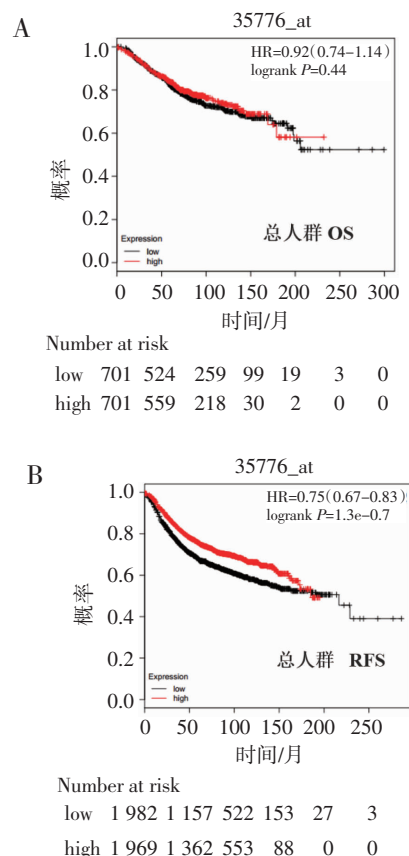 A
35776_at
HR=0.92(0.74-1.14)
logrank P=0.44
1.0
0.8
0.6
0.4
0.2
0.0
概率
总人群 OS
Expression
low
high
0 50 100 150 200 250 300
时间/月
Number at risk
low 701 524 259 99 19 3 0
high 701 559 218 30 2 0 0
B
35776_at
HR=0.75(0.67-0.83)
logrank P=1.3e-0.7
1.0
0.8
0.6
0.4
0.2
0.0
概率
总人群 RFS
Expression
low
high
0 50 100 150 200 250
时间/月
Number at risk
low 1 982 1 157 522 153 27 3
high 1 969 1 362 553 88 0 0